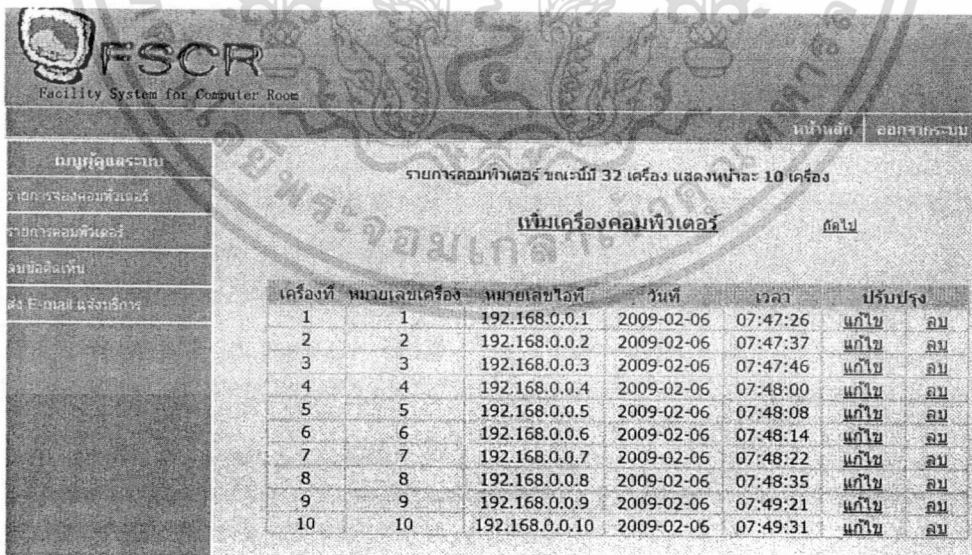 FSCR
Facility System for Computer Room
หน้าหลัก ออกจากระบบ
เมนูผู้ดูแลระบบ
รายการจองคอมพิวเตอร์
รายการคอมพิวเตอร์
ลบข้อคิดเห็น
ส่ง E-mail แจ้งบริการ
รายการคอมพิวเตอร์ ขณะนี้มี 32 เครื่อง แสดงหน้าละ 10 เครื่อง
เพิ่มเครื่องคอมพิวเตอร์ ถัดไป
เครื่องที่ หมายเลขเครื่อง หมายเลขไอพี วันที่ เวลา ปรับปรุง
1 1 192.168.0.0.1 2009-02-06 07:47:26 แก้ไข ลบ
2 2 192.168.0.0.2 2009-02-06 07:47:37 แก้ไข ลบ
3 3 192.168.0.0.3 2009-02-06 07:47:46 แก้ไข ลบ
4 4 192.168.0.0.4 2009-02-06 07:48:00 แก้ไข ลบ
5 5 192.168.0.0.5 2009-02-06 07:48:08 แก้ไข ลบ
6 6 192.168.0.0.6 2009-02-06 07:48:14 แก้ไข ลบ
7 7 192.168.0.0.7 2009-02-06 07:48:22 แก้ไข ลบ
8 8 192.168.0.0.8 2009-02-06 07:48:35 แก้ไข ลบ
9 9 192.168.0.0.9 2009-02-06 07:49:21 แก้ไข ลบ
10 10 192.168.0.0.10 2009-02-06 07:49:31 แก้ไข ลบ